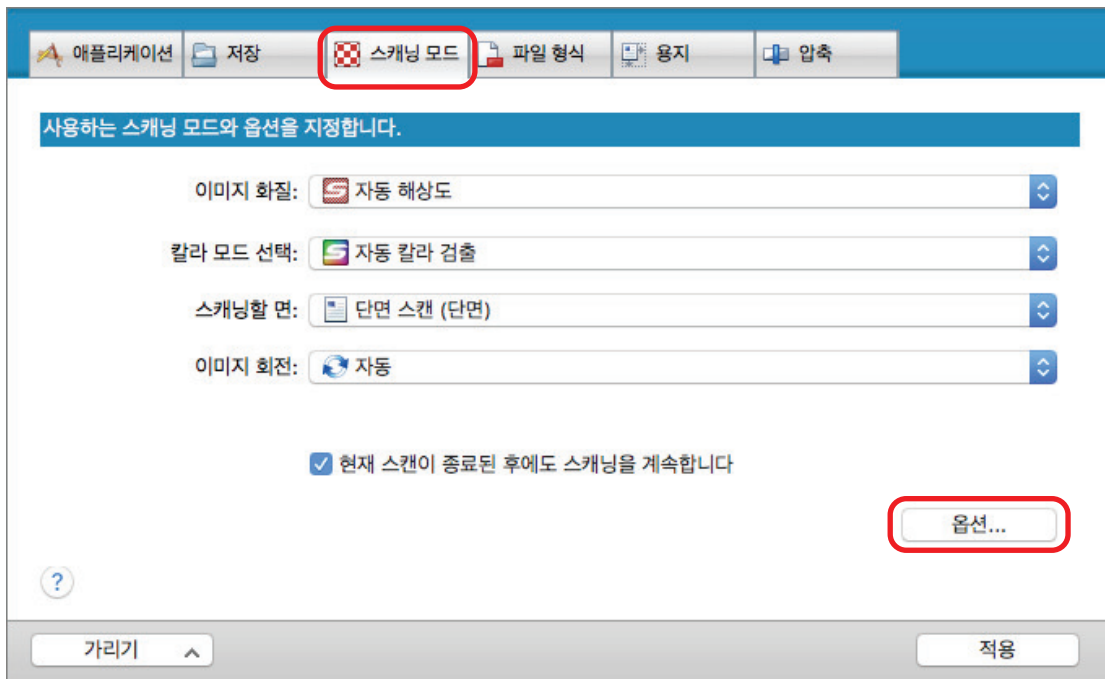 애플리케이션 저장 스캐닝 모드 파일 형식 용지 압축
사용하는 스캐닝 모드와 옵션을 지정합니다.
이미지 화질: 자동 해상도
칼라 모드 선택: 자동 칼라 검출
스캐닝할 면: 단면 스캔 (단면)
이미지 회전: 자동
현재 스캔이 종료된 후에도 스캐닝을 계속합니다
옵션...
?
가리기 적용